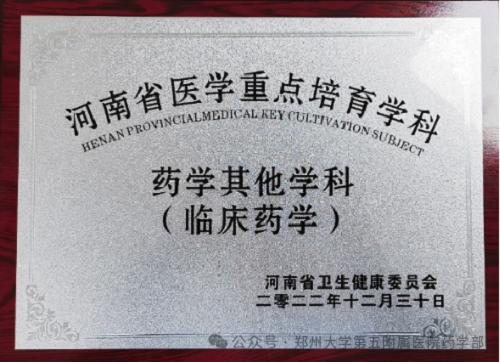 河南省医学重点培育学科
HENAN PROVINCIAL MEDICAL KEY CULTIVATION SUBJECT
药学其他学科
（临床药学）
河南省卫生健康委员会
二零二二年十二月三十日
公众号·郑州大学第五附属医院药学部